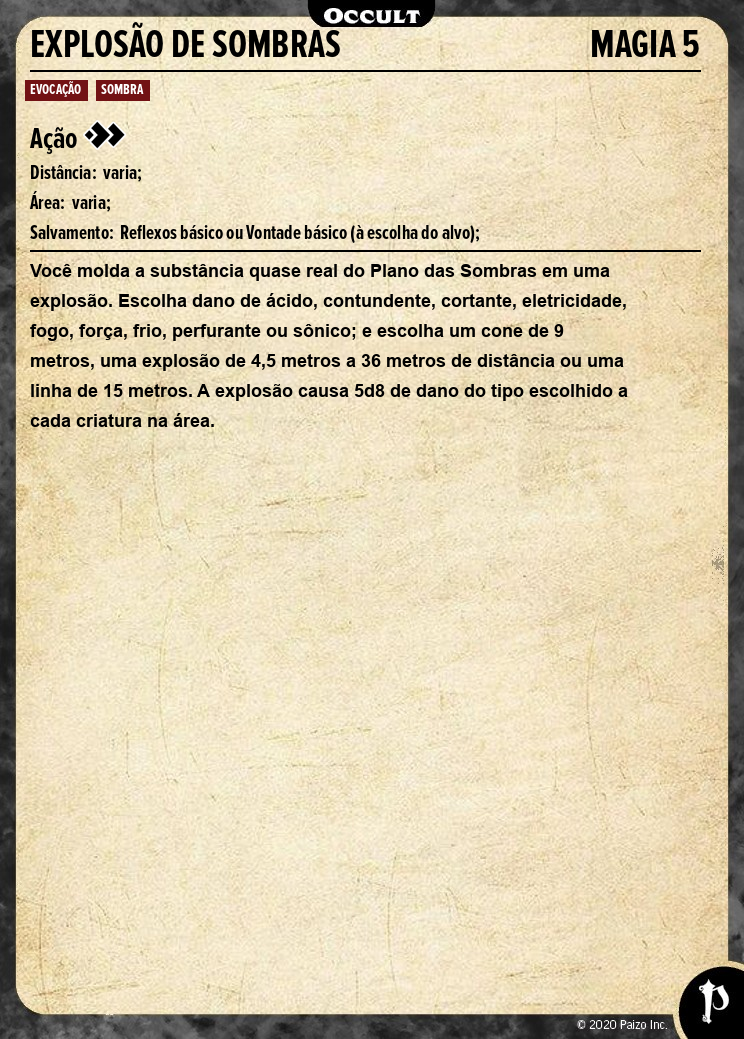 OCCULT
EXPLOSÃO DE SOMBRAS MAGIA 5
EVOCAÇÃO SOMBRA
Ação
Distância: varia;
Área: varia;
Salvamento: Reflexos básico ou Vontade básico (à escolha do alvo);
Você molda a substância quase real do Plano das Sombras em uma
explosão. Escolha dano de ácido, contundente, cortante, eletricidade,
fogo, força, frio, perfurante ou sônico; e escolha um cone de 9
metros, uma explosão de 4,5 metros a 36 metros de distância ou uma
linha de 15 metros. A explosão causa 5d8 de dano do tipo escolhido a
cada criatura na área.
© 2020 Paizo Inc.
P